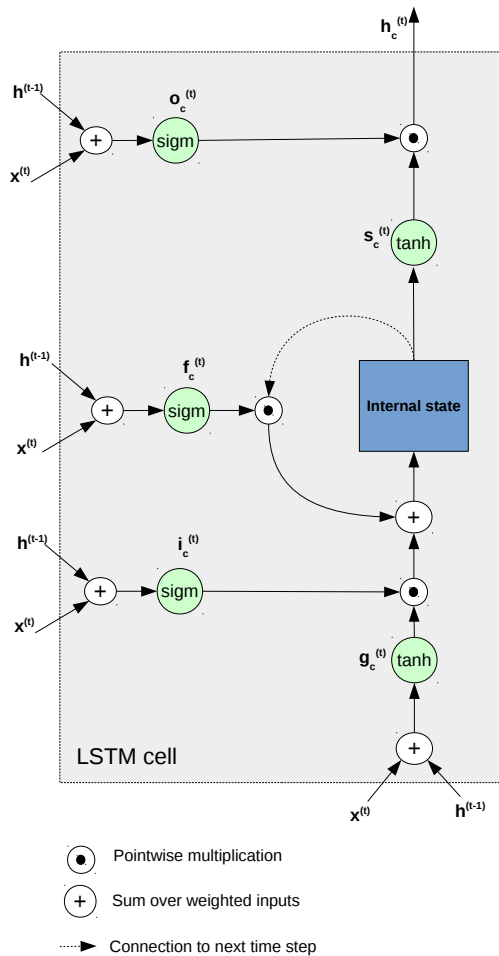 h_c^(t)
h^(t-1)
o_c^(t)
sigm
x^(t)
s_c^(t)
tanh
h^(t-1)
f_c^(t)
sigm
Internal state
x^(t)
h^(t-1)
i_c^(t)
sigm
x^(t)
g_c^(t)
tanh
LSTM cell
x^(t)
h^(t-1)
Pointwise multiplication
Sum over weighted inputs
Connection to next time step